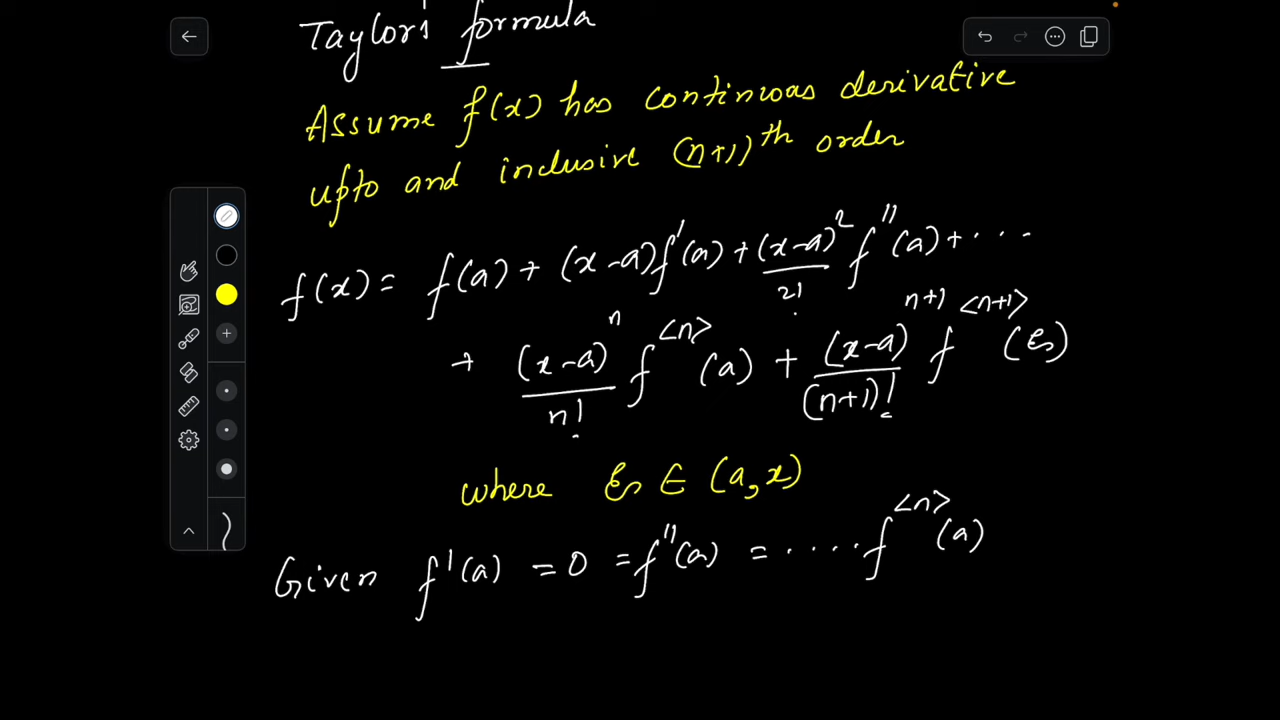 Taylor's formula
Assume f(x) has continuous derivative
upto and inclusive (n+1)th order
f(x) = f(a) + (x-a)f'(a) + (x-a)²/2! f''(a) + ...
+ (x-a)ⁿ/n! f<n>(a) + (x-a)ⁿ⁺¹/(n+1)! f<n+1>(ξ)
where ξ ∈ (a,x)
Given f'(a) = 0 = f''(a) = .... f<n>(a)